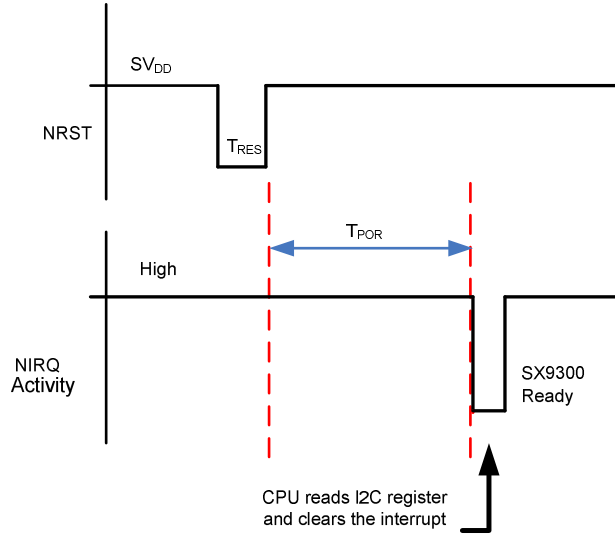 SVDD
NRST
TRES
TPOR
High
NIRQ
Activity
SX9300
Ready
CPU reads I2C register
and clears the interrupt